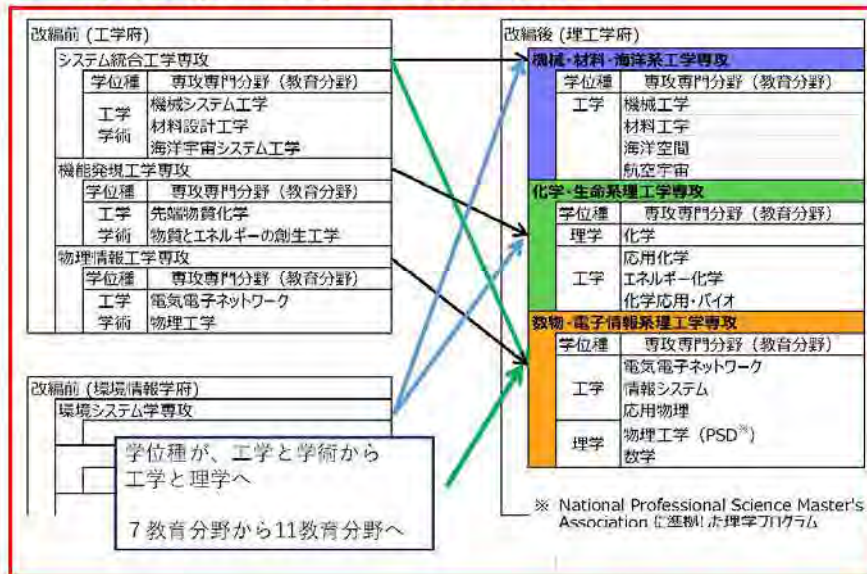 改編前（工学府）
システム統合工学専攻
学位種 専攻専門分野（教育分野）
工学 機械システム工学
学術 材料設計工学
海洋宇宙システム工学
機能発現工学専攻
学位種 専攻専門分野（教育分野）
工学 先端物質化学
学術 物質とエネルギーの創生工学
物理情報工学専攻
学位種 専攻専門分野（教育分野）
工学 電気電子ネットワーク
学術 物理工学
改編前（環境情報学府）
環境システム学専攻
学位種が、工学と学術から
工学と理学へ
７教育分野から11教育分野へ
改編後（理工学府）
機械・材料・海洋系工学専攻
学位種 専攻専門分野（教育分野）
工学 機械工学
材料工学
海洋空間
航空宇宙
化学・生命系理工学専攻
学位種 専攻専門分野（教育分野）
理学 化学
工学 応用化学
エネルギー化学
化学応用・バイオ
数物・電子情報系理工学専攻
学位種 専攻専門分野（教育分野）
電気電子ネットワーク
工学 情報システム
応用物理
理学 物理工学（PSD※）
数学
※ National Professional Science Master's
Association に準拠した理学プログラム